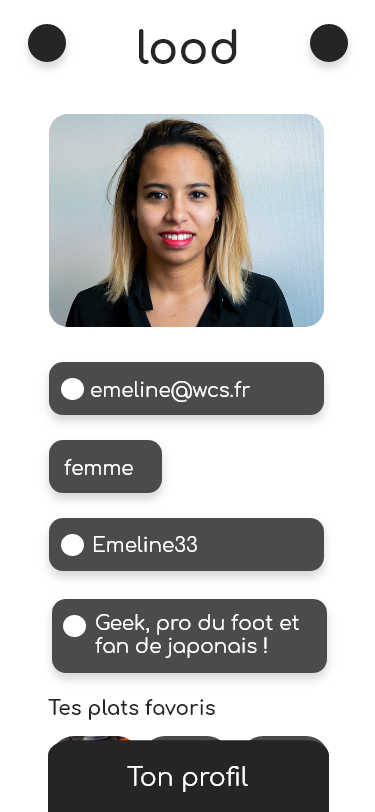 lood
emeline@wcs.fr
femme
Emeline33
Geek, pro du foot et
fan de japonais !
Tes plats favoris
Ton profil